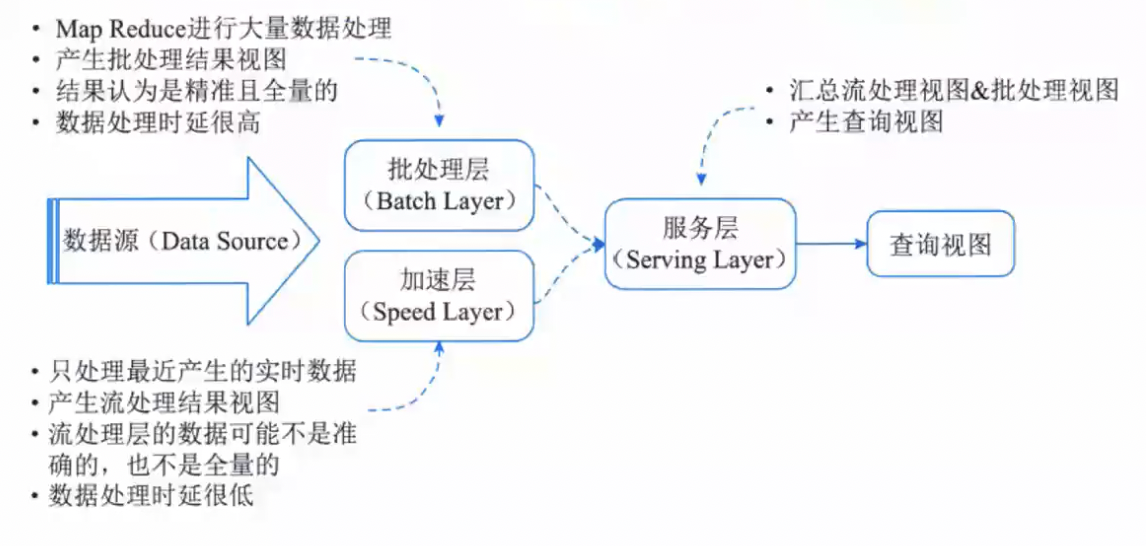 • Map Reduce进行大量数据处理
• 产生批处理结果视图
• 结果认为是精准且全量的
• 数据处理时延很高
• 汇总流处理视图&批处理视图
• 产生查询视图
数据源（Data Source）
批处理层
（Batch Layer）
加速层
（Speed Layer）
服务层
（Serving Layer）
查询视图
• 只处理最近产生的实时数据
• 产生流处理结果视图
• 流处理层的数据可能不是准
确的，也不是全量的
• 数据处理时延很低